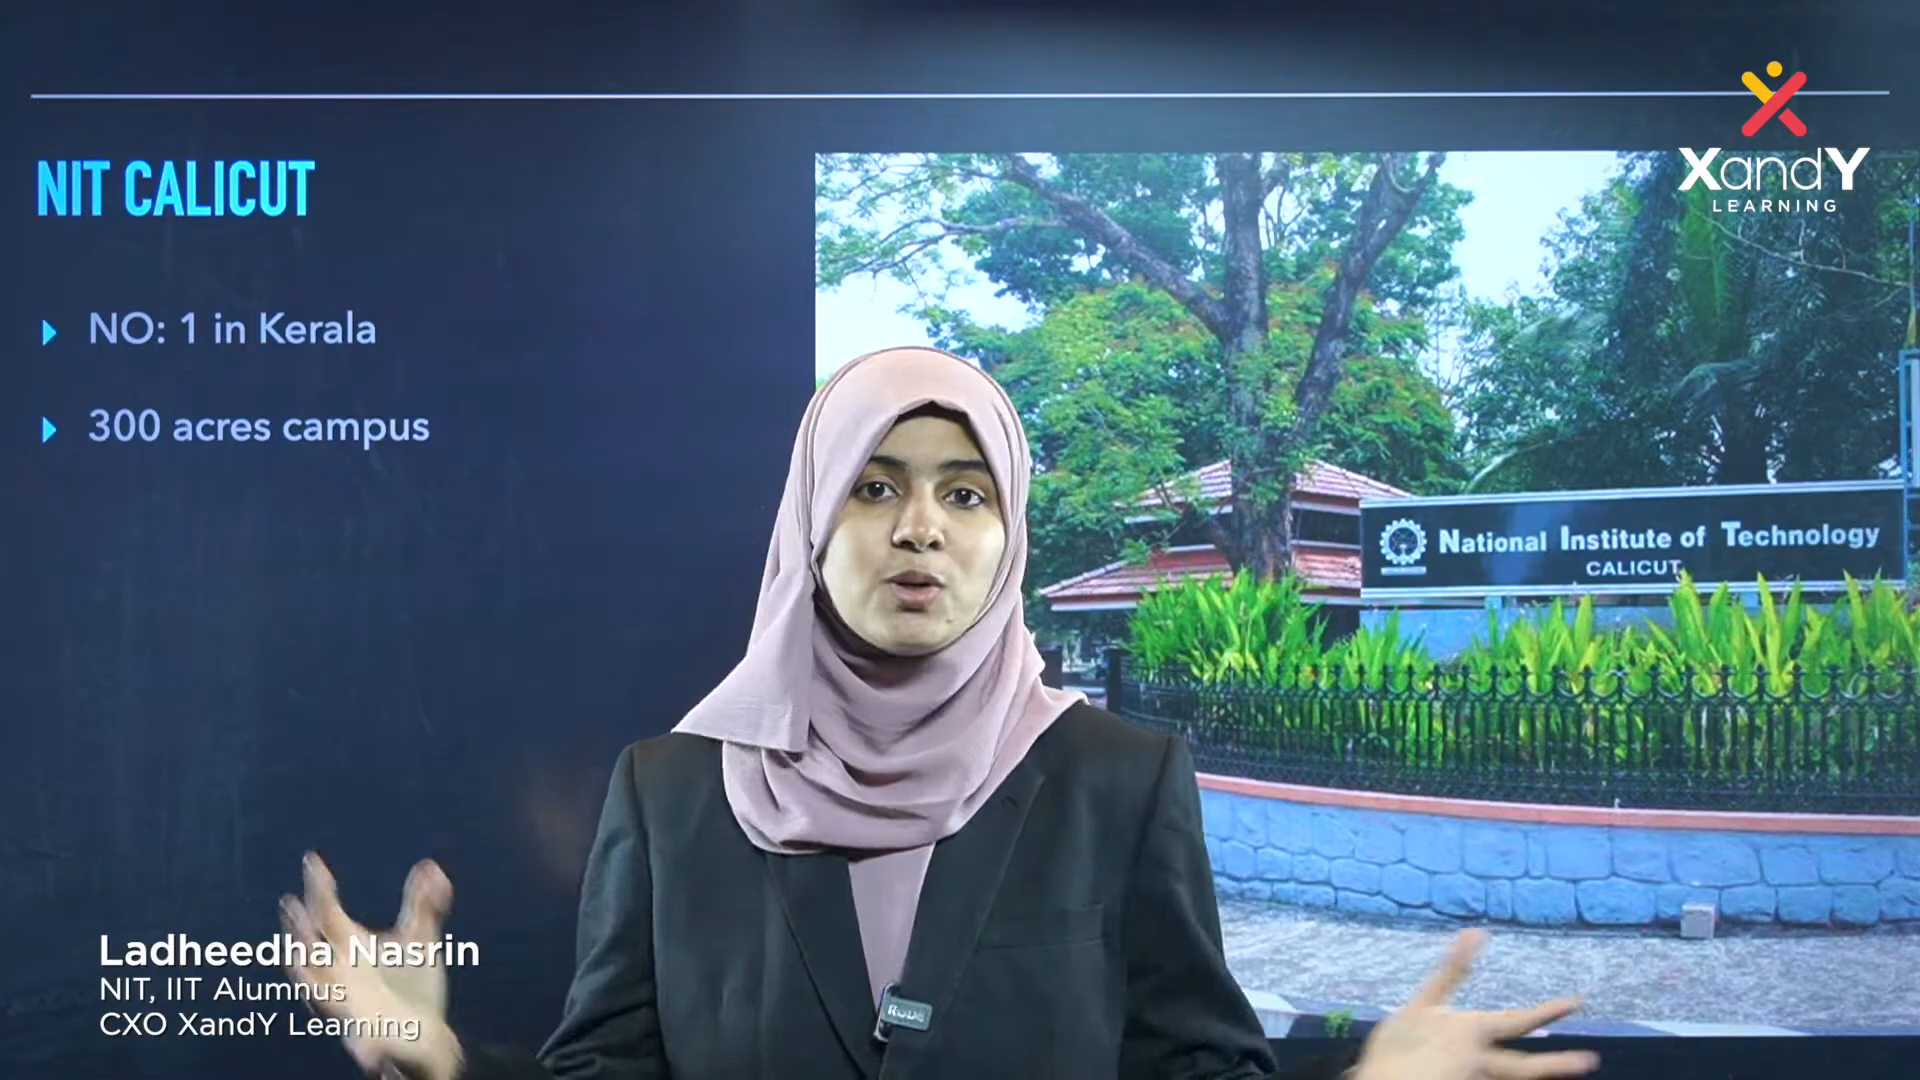 NIT CALICUT
NO: 1 in Kerala
300 acres campus
XandY
LEARNING
National Institute of Technology
CALICUT
RODE
Ladheedha Nasrin
NIT, IIT Alumnus
CXO XandY Learning